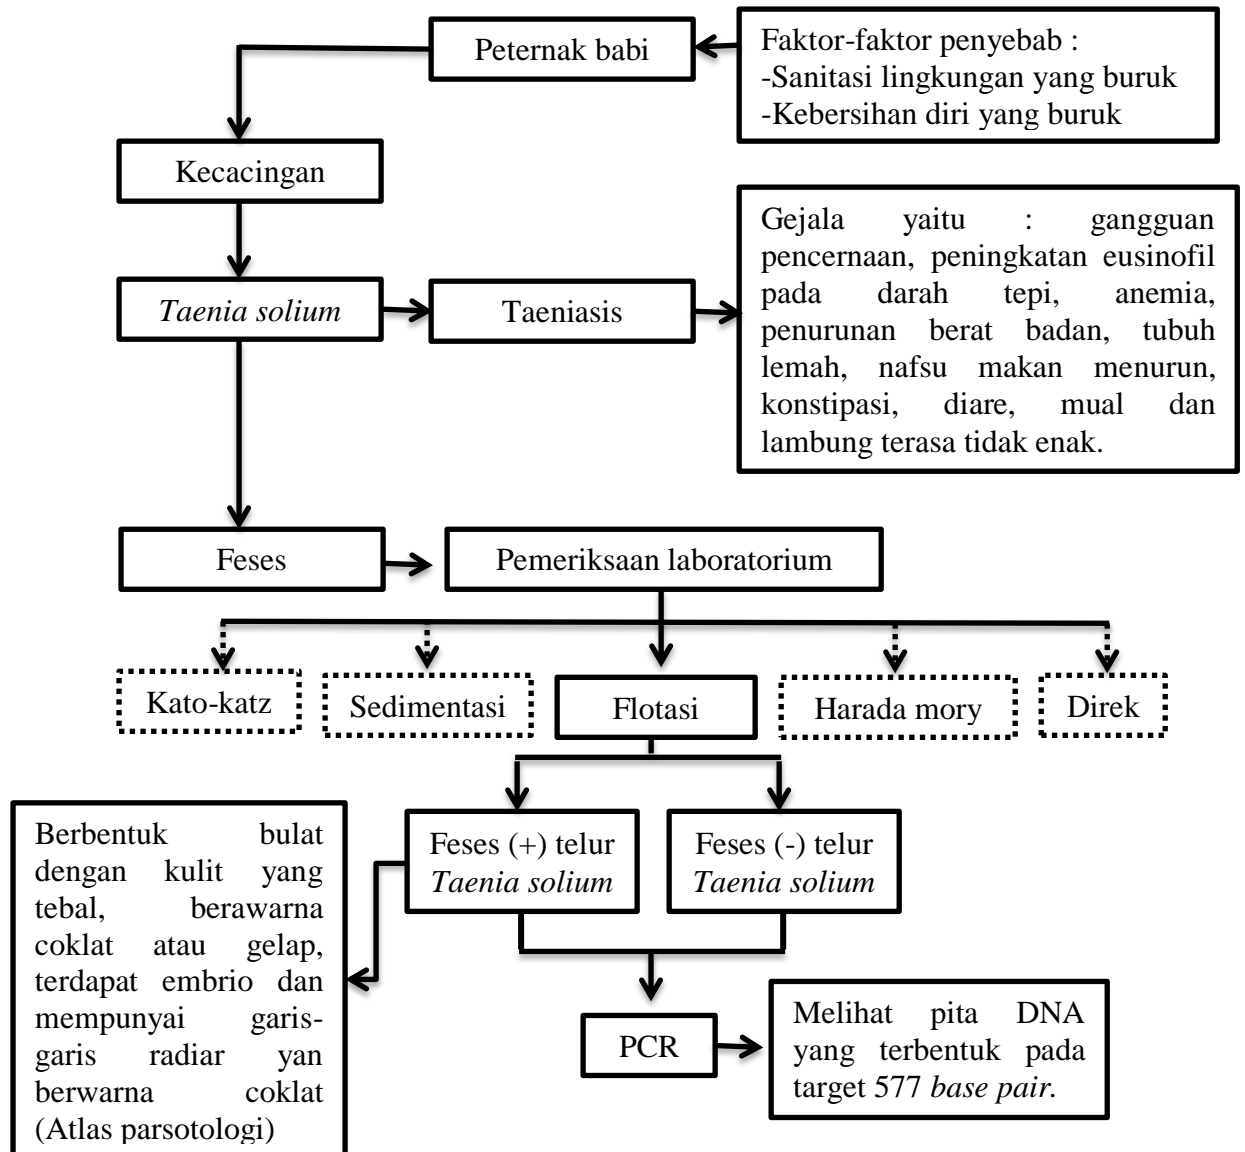 Peternak babi
Faktor-faktor penyebab :
-Sanitasi lingkungan yang buruk
-Kebersihan diri yang buruk
Kecacingan
Gejala yaitu : gangguan
pencernaan, peningkatan eusinofil
pada darah tepi, anemia,
penurunan berat badan, tubuh
lemah, nafsu makan menurun,
konstipasi, diare, mual dan
lambung terasa tidak enak.
Taenia solium
Taeniasis
Feses
Pemeriksaan laboratorium
Kato-katz
Sedimentasi
Flotasi
Harada mory
Direk
Feses (+) telur
Taenia solium
Feses (-) telur
Taenia solium
Berbentuk bulat
dengan kulit yang
tebal, berawarna
coklat atau gelap,
terdapat embrio dan
mempunyai garis-
garis radiar yan
berwarna coklat
(Atlas parsotologi)
PCR
Melihat pita DNA
yang terbentuk pada
target 577 base pair.